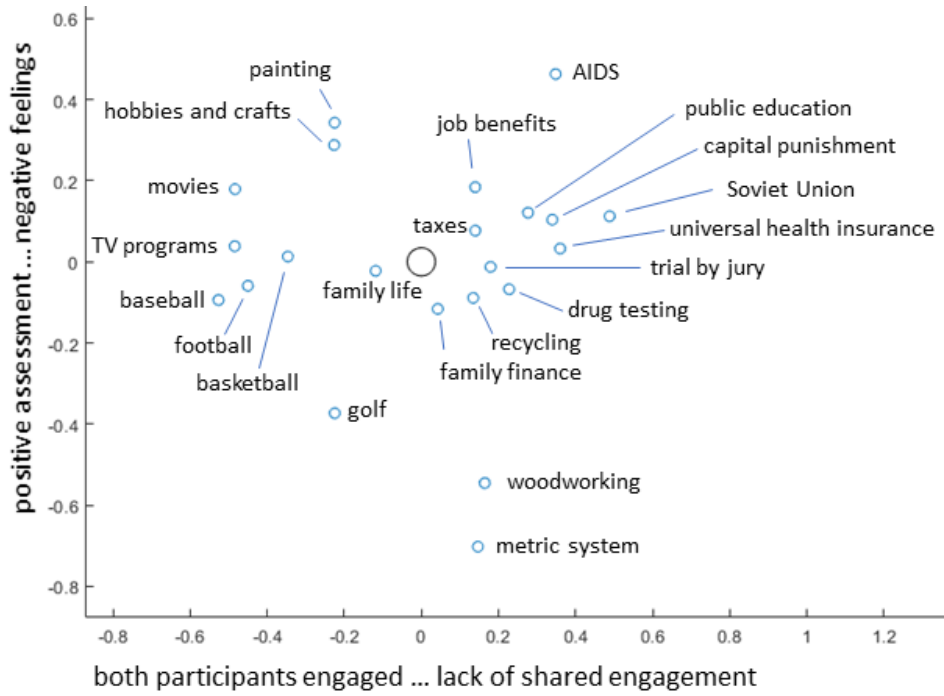 0.6
0.4
0.2
0
-0.2
-0.4
-0.6
-0.8
positive assessment ... negative feelings
painting
AIDS
hobbies and crafts
public education
job benefits
capital punishment
movies
Soviet Union
taxes
universal health insurance
TV programs
trial by jury
family life
baseball
drug testing
football
recycling
family finance
basketball
golf
woodworking
metric system
-0.8 -0.6 -0.4 -0.2 0 0.2 0.4 0.6 0.8 1 1.2
both participants engaged ... lack of shared engagement